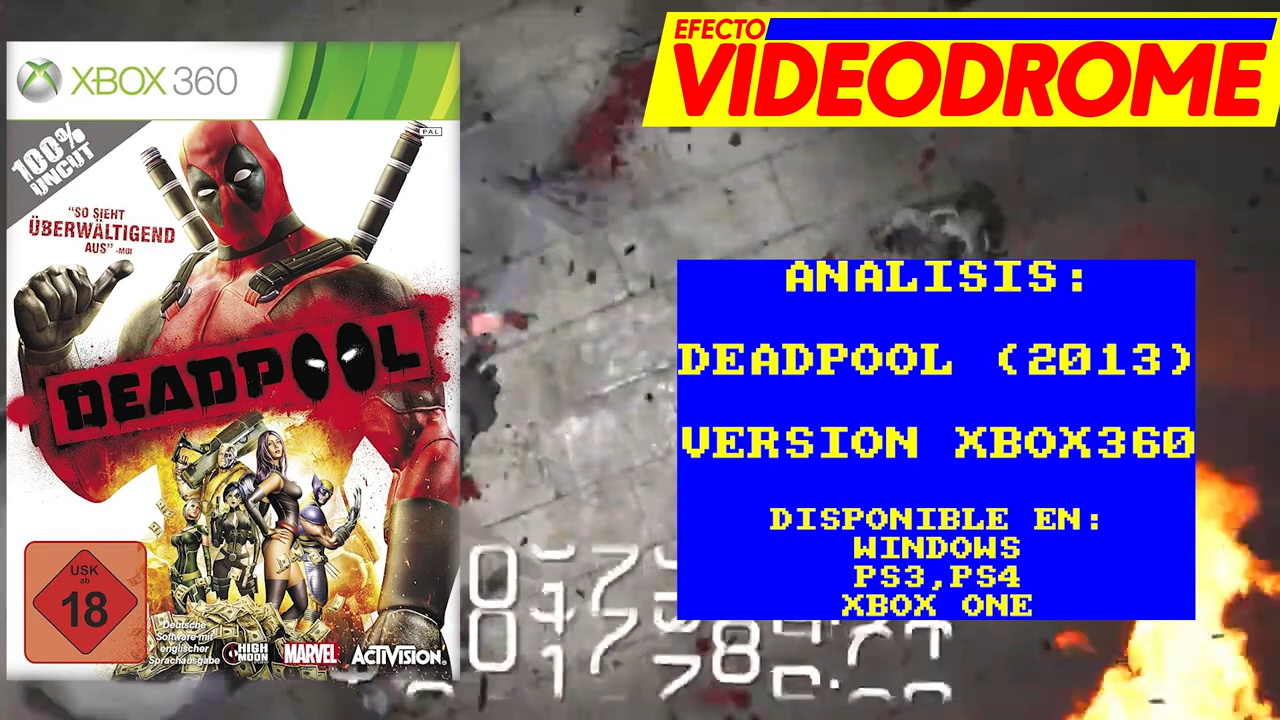 EFECTO
VIDEODROME
XBOX 360
PAL
100%
UNCUT
"SO SIEHT
ÜBERWÄLTIGEND
AUS" -MOI
DEADPOOL
USK
ab
18
Deutsche
Software mit
englischer
Sprachausgabe
HIGH
MOON
MARVEL
ACTIVISION.
ANALISIS:
DEADPOOL (2013)
VERSION XBOX360
DISPONIBLE EN:
WINDOWS
PS3,PS4
XBOX ONE